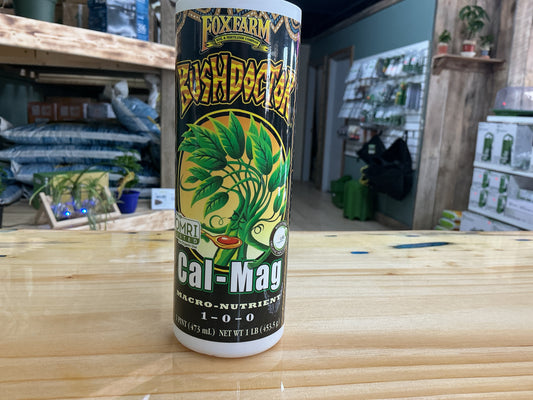 FOXFARM
BUSHDOCTOR
OMRI
Cal-Mag
MACRO-NUTRIENT
1-0-0
1 PINT (473 mL) NET WT 1 LB (453.5 g)